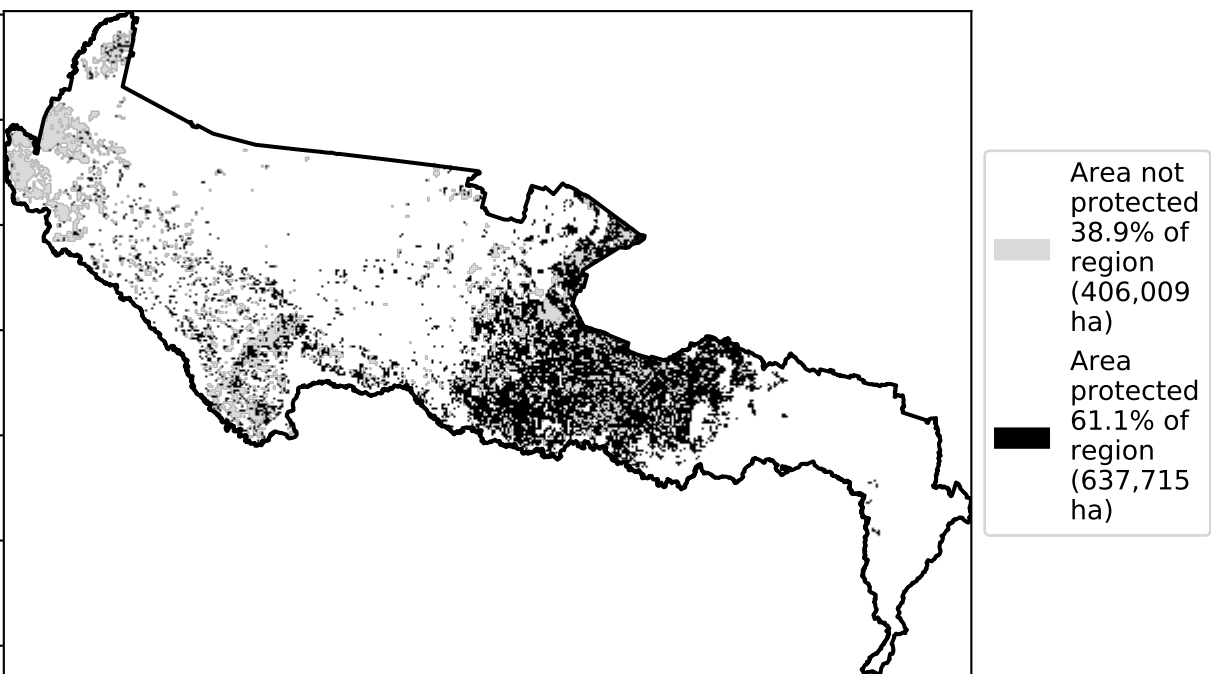 Area not
protected
38.9% of
region
(406,009
ha)
Area
protected
61.1% of
region
(637,715
ha)